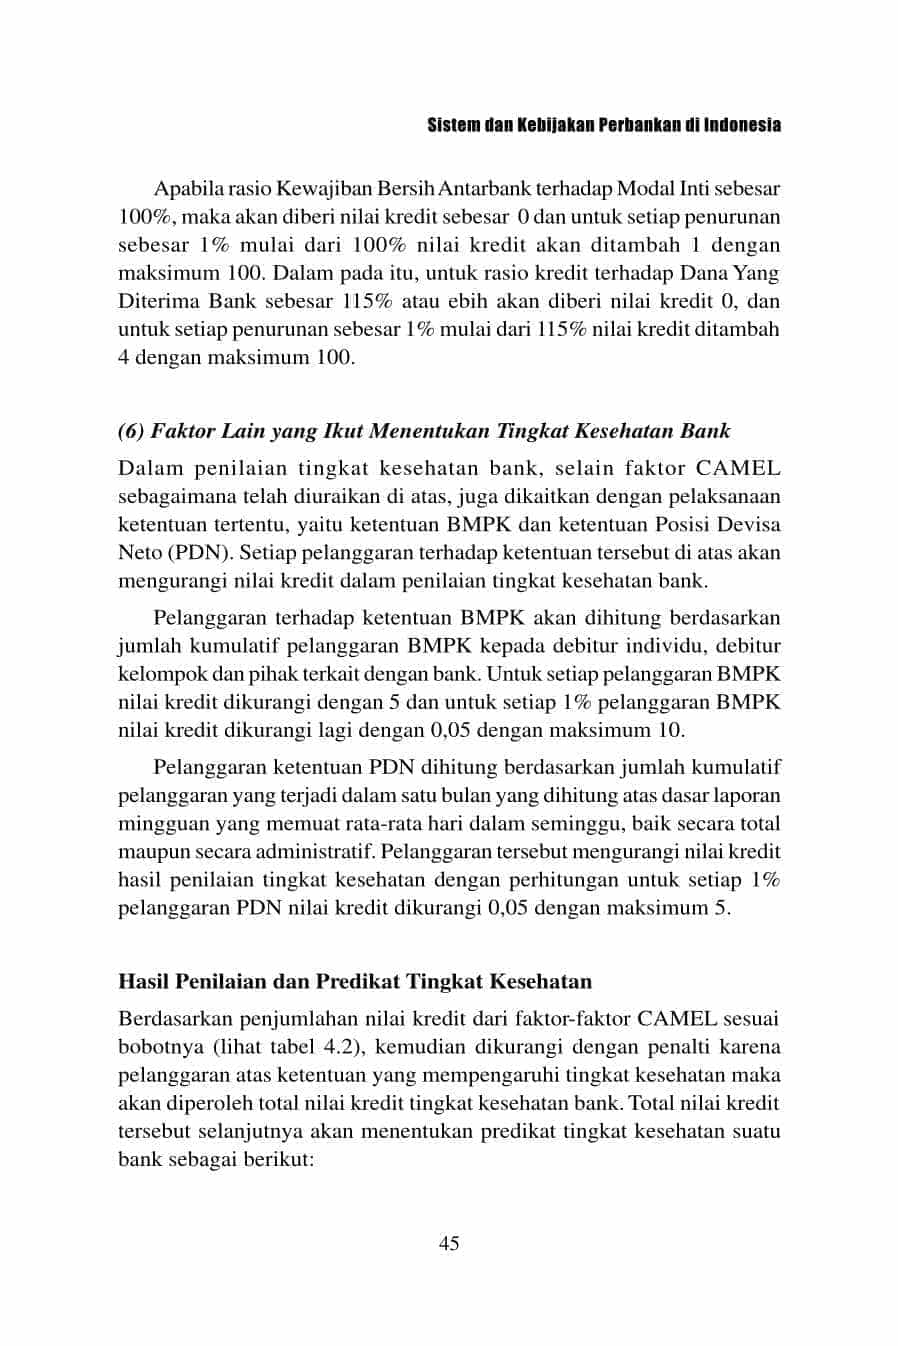 Sistem dan Kebijakan Perbankan di Indonesia
Apabila rasio Kewajiban Bersih Antarbank terhadap Modal Inti sebesar
100%, maka akan diberi nilai kredit sebesar 0 dan untuk setiap penurunan
sebesar 1% mulai dari 100% nilai kredit akan ditambah 1 dengan
maksimum 100. Dalam pada itu, untuk rasio kredit terhadap Dana Yang
Diterima Bank sebesar 115% atau ebih akan diberi nilai kredit 0, dan
untuk setiap penurunan sebesar 1% mulai dari 115% nilai kredit ditambah
4 dengan maksimum 100.
(6) Faktor Lain yang Ikut Menentukan Tingkat Kesehatan Bank
Dalam penilaian tingkat kesehatan bank, selain faktor CAMEL
sebagaimana telah diuraikan di atas, juga dikaitkan dengan pelaksanaan
ketentuan tertentu, yaitu ketentuan BMPK dan ketentuan Posisi Devisa
Neto (PDN). Setiap pelanggaran terhadap ketentuan tersebut di atas akan
mengurangi nilai kredit dalam penilaian tingkat kesehatan bank.
Pelanggaran terhadap ketentuan BMPK akan dihitung berdasarkan
jumlah kumulatif pelanggaran BMPK kepada debitur individu, debitur
kelompok dan pihak terkait dengan bank. Untuk setiap pelanggaran BMPK
nilai kredit dikurangi dengan 5 dan untuk setiap 1% pelanggaran BMPK
nilai kredit dikurangi lagi dengan 0,05 dengan maksimum 10.
Pelanggaran ketentuan PDN dihitung berdasarkan jumlah kumulatif
pelanggaran yang terjadi dalam satu bulan yang dihitung atas dasar laporan
mingguan yang memuat rata-rata hari dalam seminggu, baik secara total
maupun secara administratif. Pelanggaran tersebut mengurangi nilai kredit
hasil penilaian tingkat kesehatan dengan perhitungan untuk setiap 1%
pelanggaran PDN nilai kredit dikurangi 0,05 dengan maksimum 5.
Hasil Penilaian dan Predikat Tingkat Kesehatan
Berdasarkan penjumlahan nilai kredit dari faktor-faktor CAMEL sesuai
bobotnya (lihat tabel 4.2), kemudian dikurangi dengan penalti karena
pelanggaran atas ketentuan yang mempengaruhi tingkat kesehatan maka
akan diperoleh total nilai kredit tingkat kesehatan bank. Total nilai kredit
tersebut selanjutnya akan menentukan predikat tingkat kesehatan suatu
bank sebagai berikut:
45